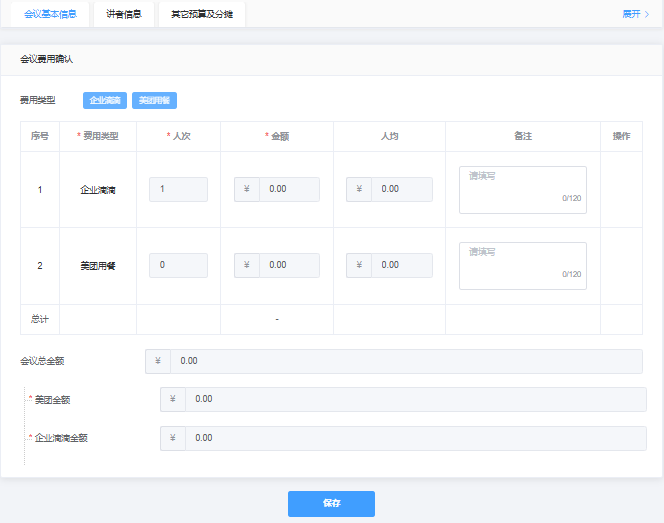 会议基本信息 讲者信息 其它预算及分摊 展开
会议费用确认
费用类型 企业滴滴 美团用餐
序号 * 费用类型 * 人次 * 金额 人均 备注 操作
1 企业滴滴 1 ¥ 0.00 ¥ 0.00 请填写
0/120
2 美团用餐 0 ¥ 0.00 ¥ 0.00 请填写
0/120
总计 -
会议总金额 ¥ 0.00
* 美团金额 ¥ 0.00
* 企业滴滴金额 ¥ 0.00
保存